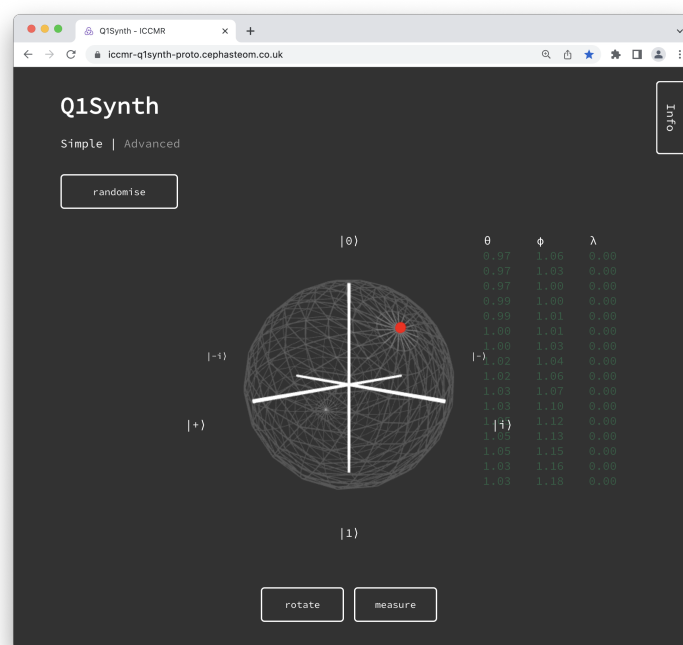 Q1Synth - ICCMR
iccmr-q1synth-proto.cephasteom.co.uk
Info
Q1Synth
Simple | Advanced
randomise
|0⟩
θ φ λ
0.97 1.06 0.00
0.97 1.03 0.00
0.97 1.00 0.00
0.99 1.00 0.00
0.99 1.01 0.00
1.00 1.01 0.00
1.00 1.03 0.00
|-i⟩ |-⟩
1.02 1.04 0.00
1.02 1.06 0.00
1.03 1.07 0.00
1.03 1.10 0.00
1.12 0.00
|+⟩ |i⟩
1.05 1.13 0.00
1.05 1.15 0.00
1.03 1.16 0.00
1.03 1.18 0.00
|1⟩
rotate measure